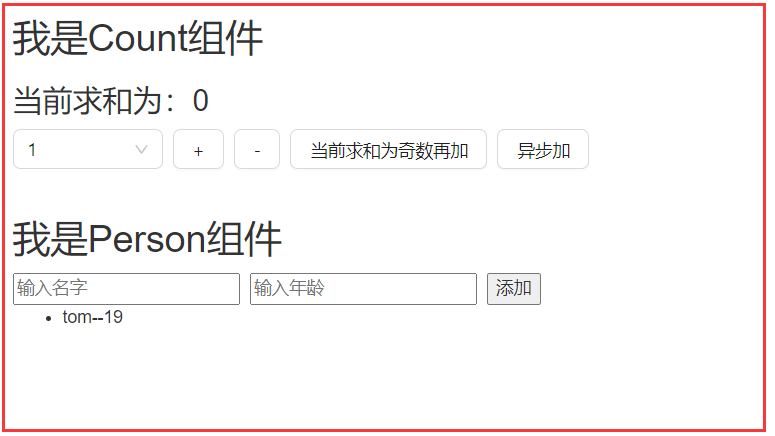 我是Count组件
当前求和为：0
1 + - 当前求和为奇数再加 异步加
我是Person组件
输入名字 输入年龄 添加
tom--19